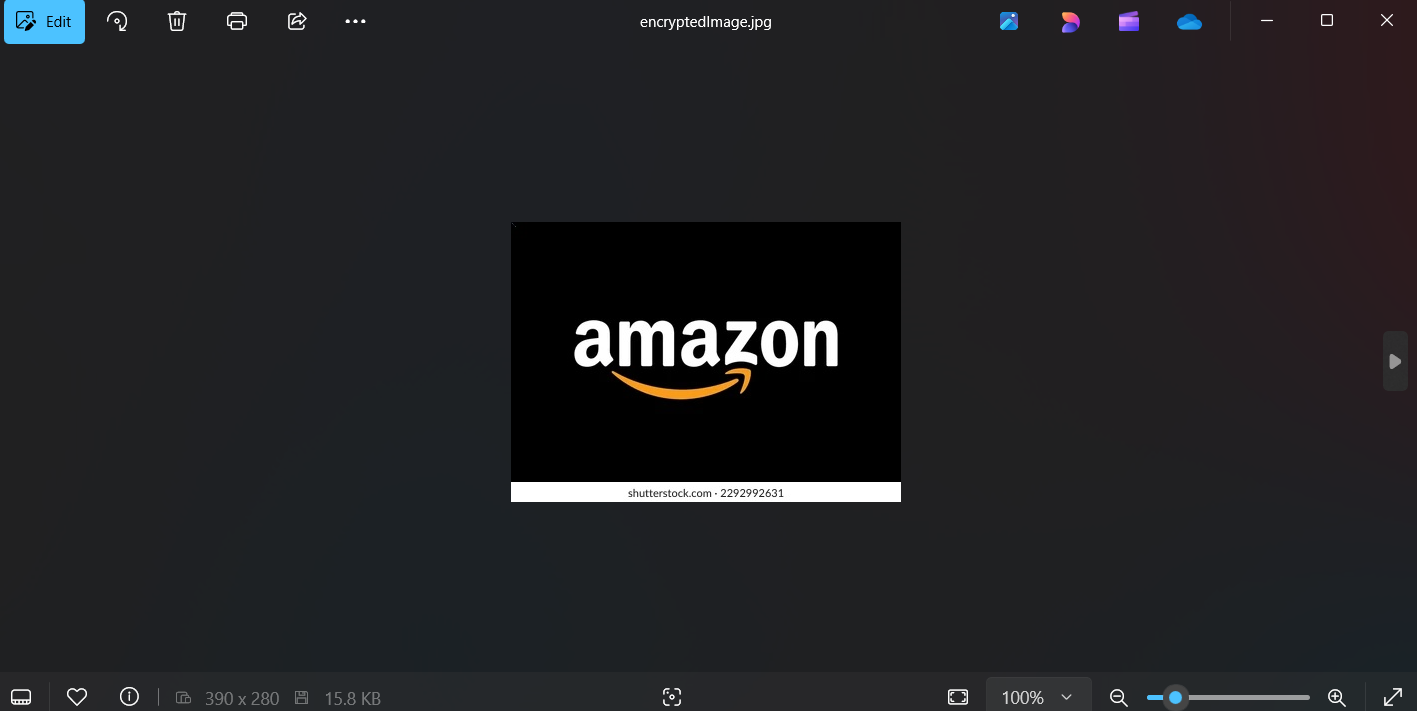 Edit
encryptedImage.jpg
amazon
shutterstock.com · 2292992631
390 x 280
15.8 KB
100%